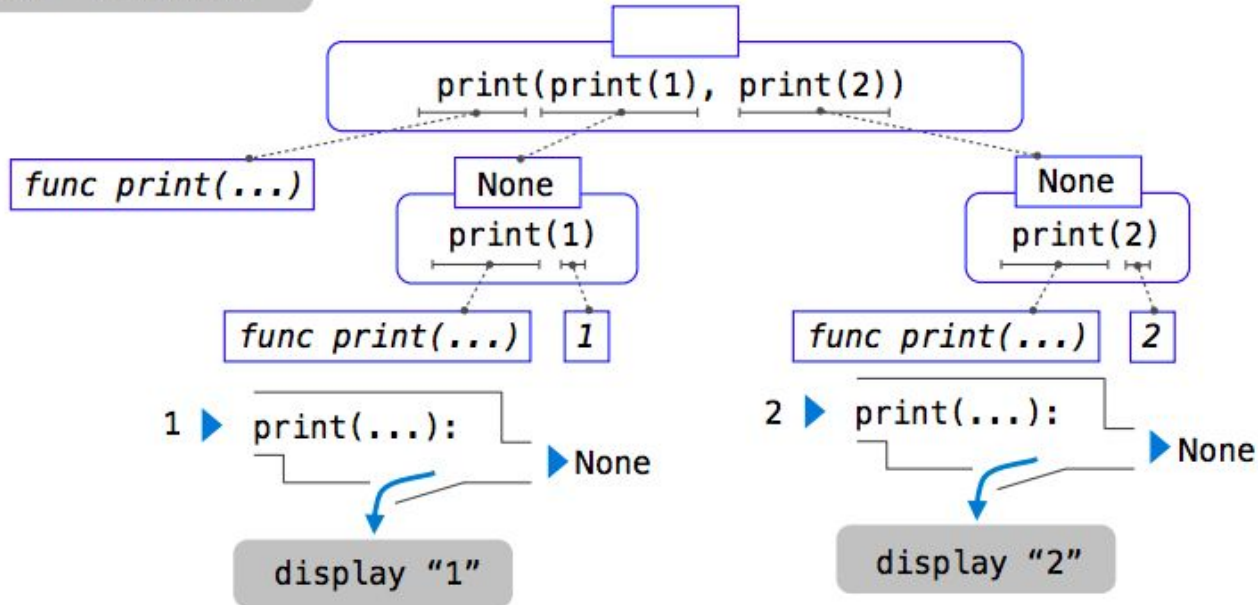 print(print(1), print(2))
func print(...)
None
None
print(1)
print(2)
func print(...)
1
func print(...)
2
1
print(...):
None
2
print(...):
None
display “1”
display “2”